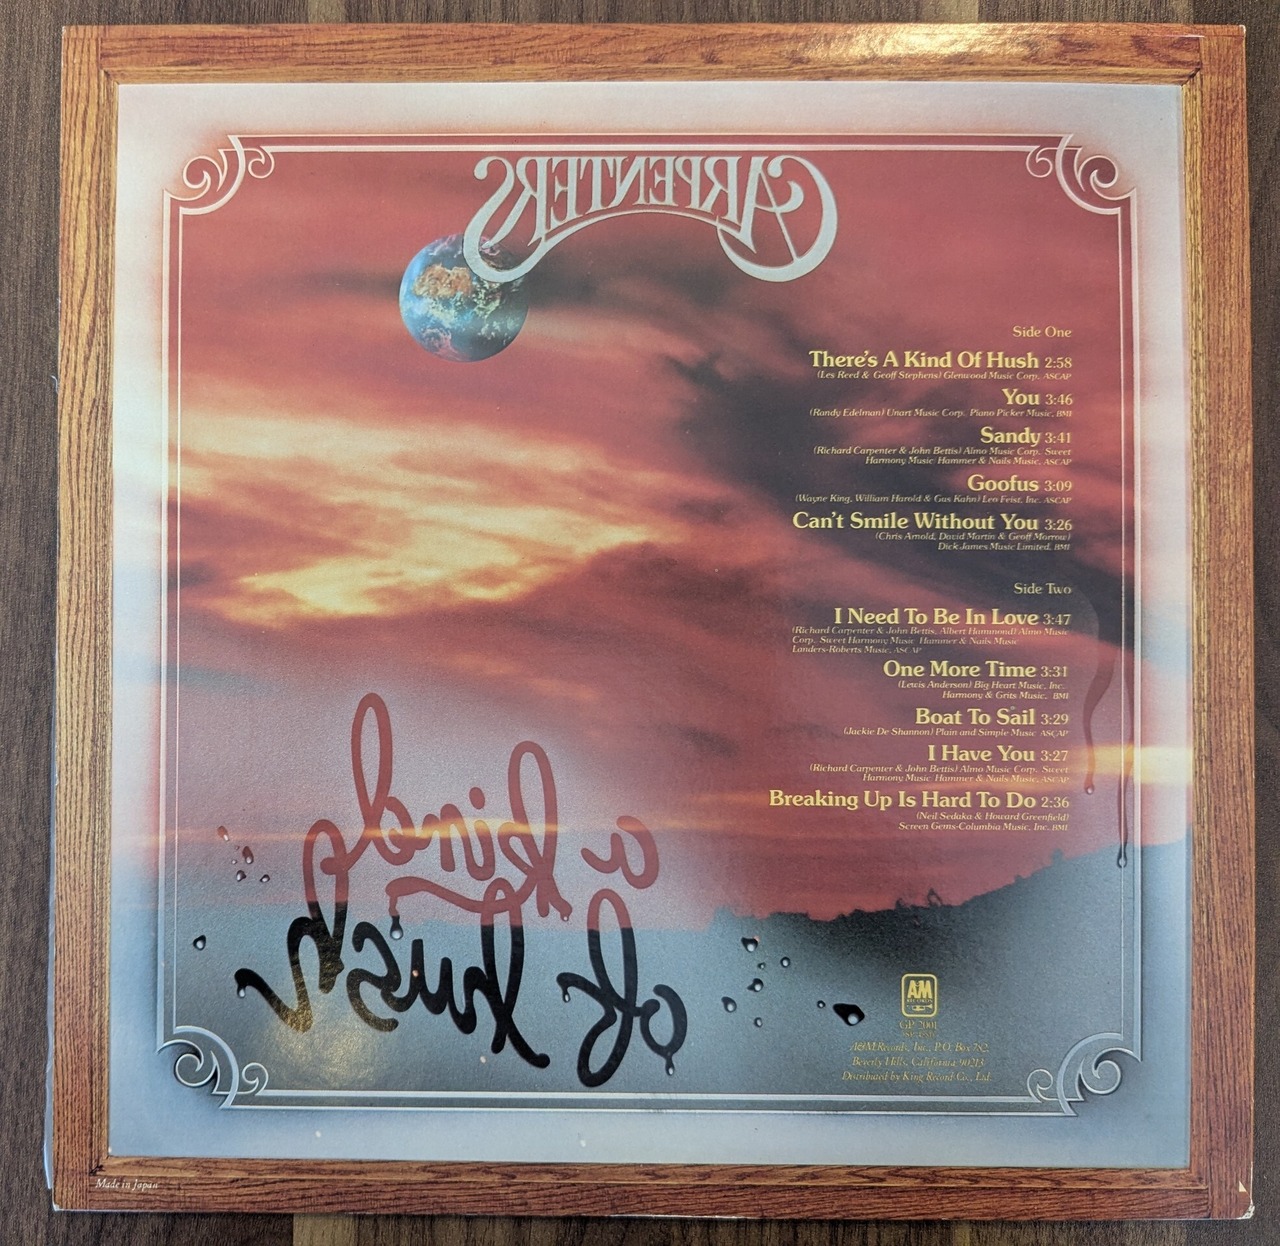 CARPENTERS
Side One
There's A Kind Of Hush 2:58
(Les Reed & Geoff Stephens) Glenwood Music Corp. ASCAP
You 3:46
(Randy Edelman) Unart Music Corp. Piano Picker Music, BMI
Sandy 3:41
(Richard Carpenter & John Bettis) Almo Music Corp. Sweet
Harmony Music Hammer & Nails Music, ASCAP
Goofus 3:09
(Wayne King, William Harold & Gus Kahn) Leo Feist, Inc. ASCAP
Can't Smile Without You 3:26
(Chris Arnold, David Martin & Geoff Morrow)
Dick James Music Limited, BMI
Side Two
I Need To Be In Love 3:47
(Richard Carpenter & John Bettis, Albert Hammond) Almo Music
Corp. Sweet Harmony Music Hammer & Nails Music
Landers-Roberts Music, ASCAP
One More Time 3:31
(Lewis Anderson) Big Heart Music, Inc.
Harmony & Grits Music, BMI
Boat To Sail 3:29
(Jackie De Shannon) Plain and Simple Music ASCAP
I Have You 3:27
(Richard Carpenter & John Bettis) Almo Music Corp. Sweet
Harmony Music Hammer & Nails Music, ASCAP
Breaking Up Is Hard To Do 2:36
(Neil Sedaka & Howard Greenfield)
Screen Gems-Columbia Music, Inc. BMI
a kind
of hush
A&M
RECORDS
GP-2001
A&M Records, Inc., P.O. Box 782,
Beverly Hills, California 90213
Distributed by King Record Co., Ltd.
Made in Japan